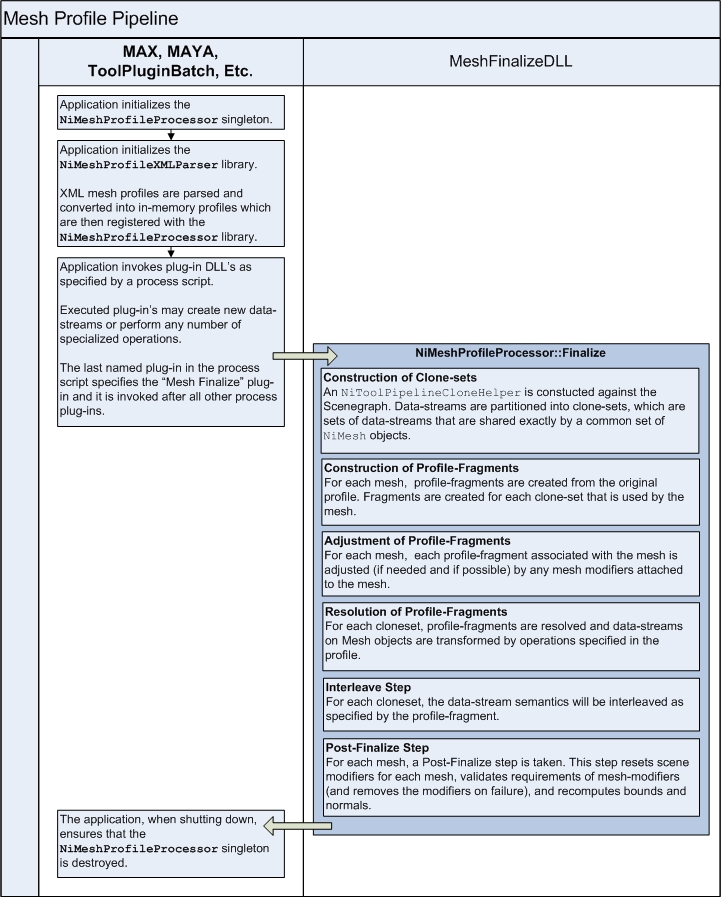 Mesh Profile Pipeline
MAX, MAYA,
ToolPluginBatch, Etc.
MeshFinalizeDLL
Application initializes the
NiMeshProfileProcessor singleton.
Application initializes the
NiMeshProfileXMLParser library.
XML mesh profiles are parsed and
converted into in-memory profiles which
are then registered with the
NiMeshProfileProcessor library.
Application invokes plug-in DLL's as
specified by a process script.
Executed plug-in's may create new data-
streams or perform any number of
specialized operations.
The last named plug-in in the process
script specifies the “Mesh Finalize” plug-
in and it is invoked after all other process
plug-ins.
NiMeshProfileProcessor::Finalize
Construction of Clone-sets
An NiToolPipelineCloneHelper is constucted against the
Scenegraph. Data-streams are partitioned into clone-sets, which are
sets of data-streams that are shared exactly by a common set of
NiMesh objects.
Construction of Profile-Fragments
For each mesh, profile-fragments are created from the original
profile. Fragments are created for each clone-set that is used by the
mesh.
Adjustment of Profile-Fragments
For each mesh, each profile-fragment associated with the mesh is
adjusted (if needed and if possible) by any mesh modifiers attached
to the mesh.
Resolution of Profile-Fragments
For each cloneset, profile-fragments are resolved and data-streams
on Mesh objects are transformed by operations specified in the
profile.
Interleave Step
For each cloneset, the data-stream semantics will be interleaved as
specified by the profile-fragment.
Post-Finalize Step
For each mesh, a Post-Finalize step is taken. This step resets scene
modifiers for each mesh, validates requirements of mesh-modifiers
(and removes the modifiers on failure), and recomputes bounds and
normals.
The application, when shutting down,
ensures that the
NiMeshProfileProcessor singleton
is destroyed.